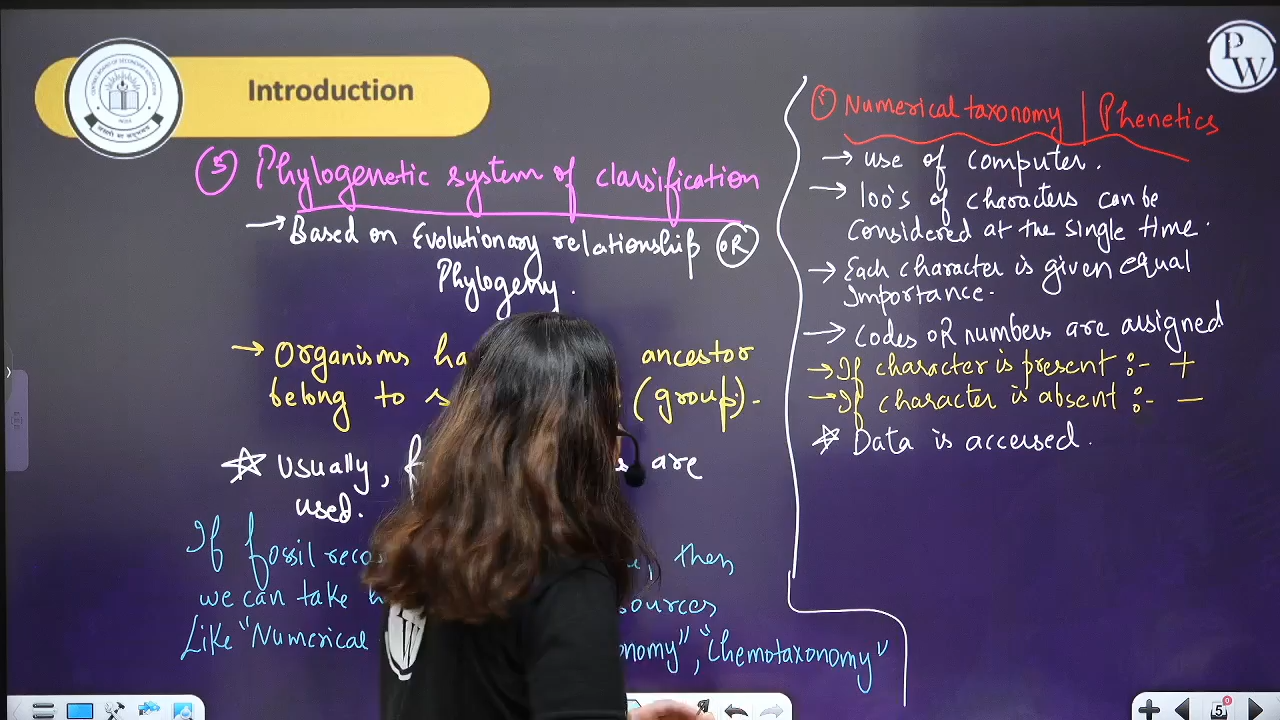 Introduction
PW
⑤ Phylogenetic system of classification
→ Based on Evolutionary relationship OR
Phylogeny.
→ Organisms ancestor
belong to (group).
☆ Usually, are
used.
If fossil then
we can take sources
Like "Numerical "Chemotaxonomy"
① Numerical taxonomy | Phenetics
→ use of computer.
→ 100's of characters can be
Considered at the single time.
→ Each character is given equal
Importance.
→ codes OR numbers are assigned
→ If character is present :- +
→ If character is absent :- −
☆ Data is accessed.
5